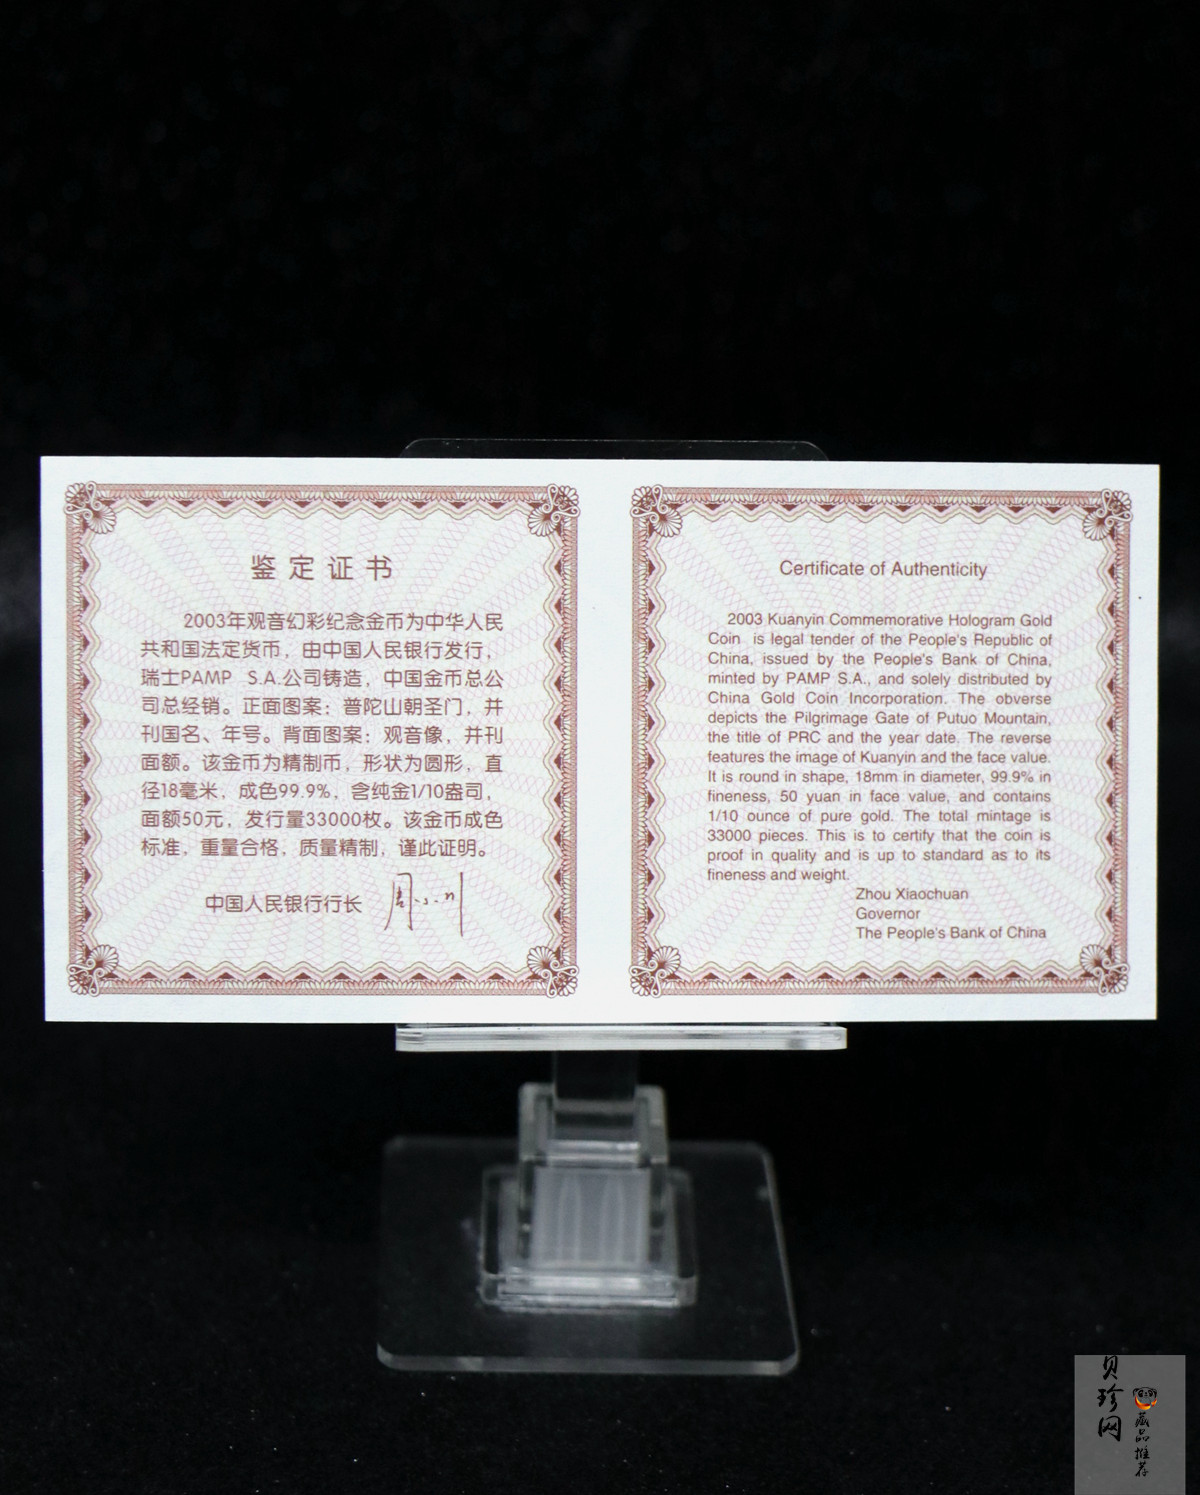 鉴定证书
2003年观音幻彩纪念金币为中华人民
共和国法定货币，由中国人民银行发行，
瑞士PAMP S.A.公司铸造，中国金币总公
司总经销。正面图案：普陀山朝圣门，并
刊国名、年号。背面图案：观音像，并刊
面额。该金币为精制币，形状为圆形，直
径18毫米，成色99.9%，含纯金1/10盎司，
面额50元，发行量33000枚。该金币成色
标准，重量合格，质量精制，谨此证明。
中国人民银行行长 周小川
Certificate of Authenticity
2003 Kuanyin Commemorative Hologram Gold
Coin is legal tender of the People's Republic of
China, issued by the People's Bank of China,
minted by PAMP S.A., and solely distributed by
China Gold Coin Incorporation. The obverse
depicts the Pilgrimage Gate of Putuo Mountain,
the title of PRC and the year date. The reverse
features the image of Kuanyin and the face value.
It is round in shape, 18mm in diameter, 99.9% in
fineness, 50 yuan in face value, and contains
1/10 ounce of pure gold. The total mintage is
33000 pieces. This is to certify that the coin is
proof in quality and is up to standard as to its
fineness and weight.
Zhou Xiaochuan
Governor
The People's Bank of China
贝珍网
藏品推荐